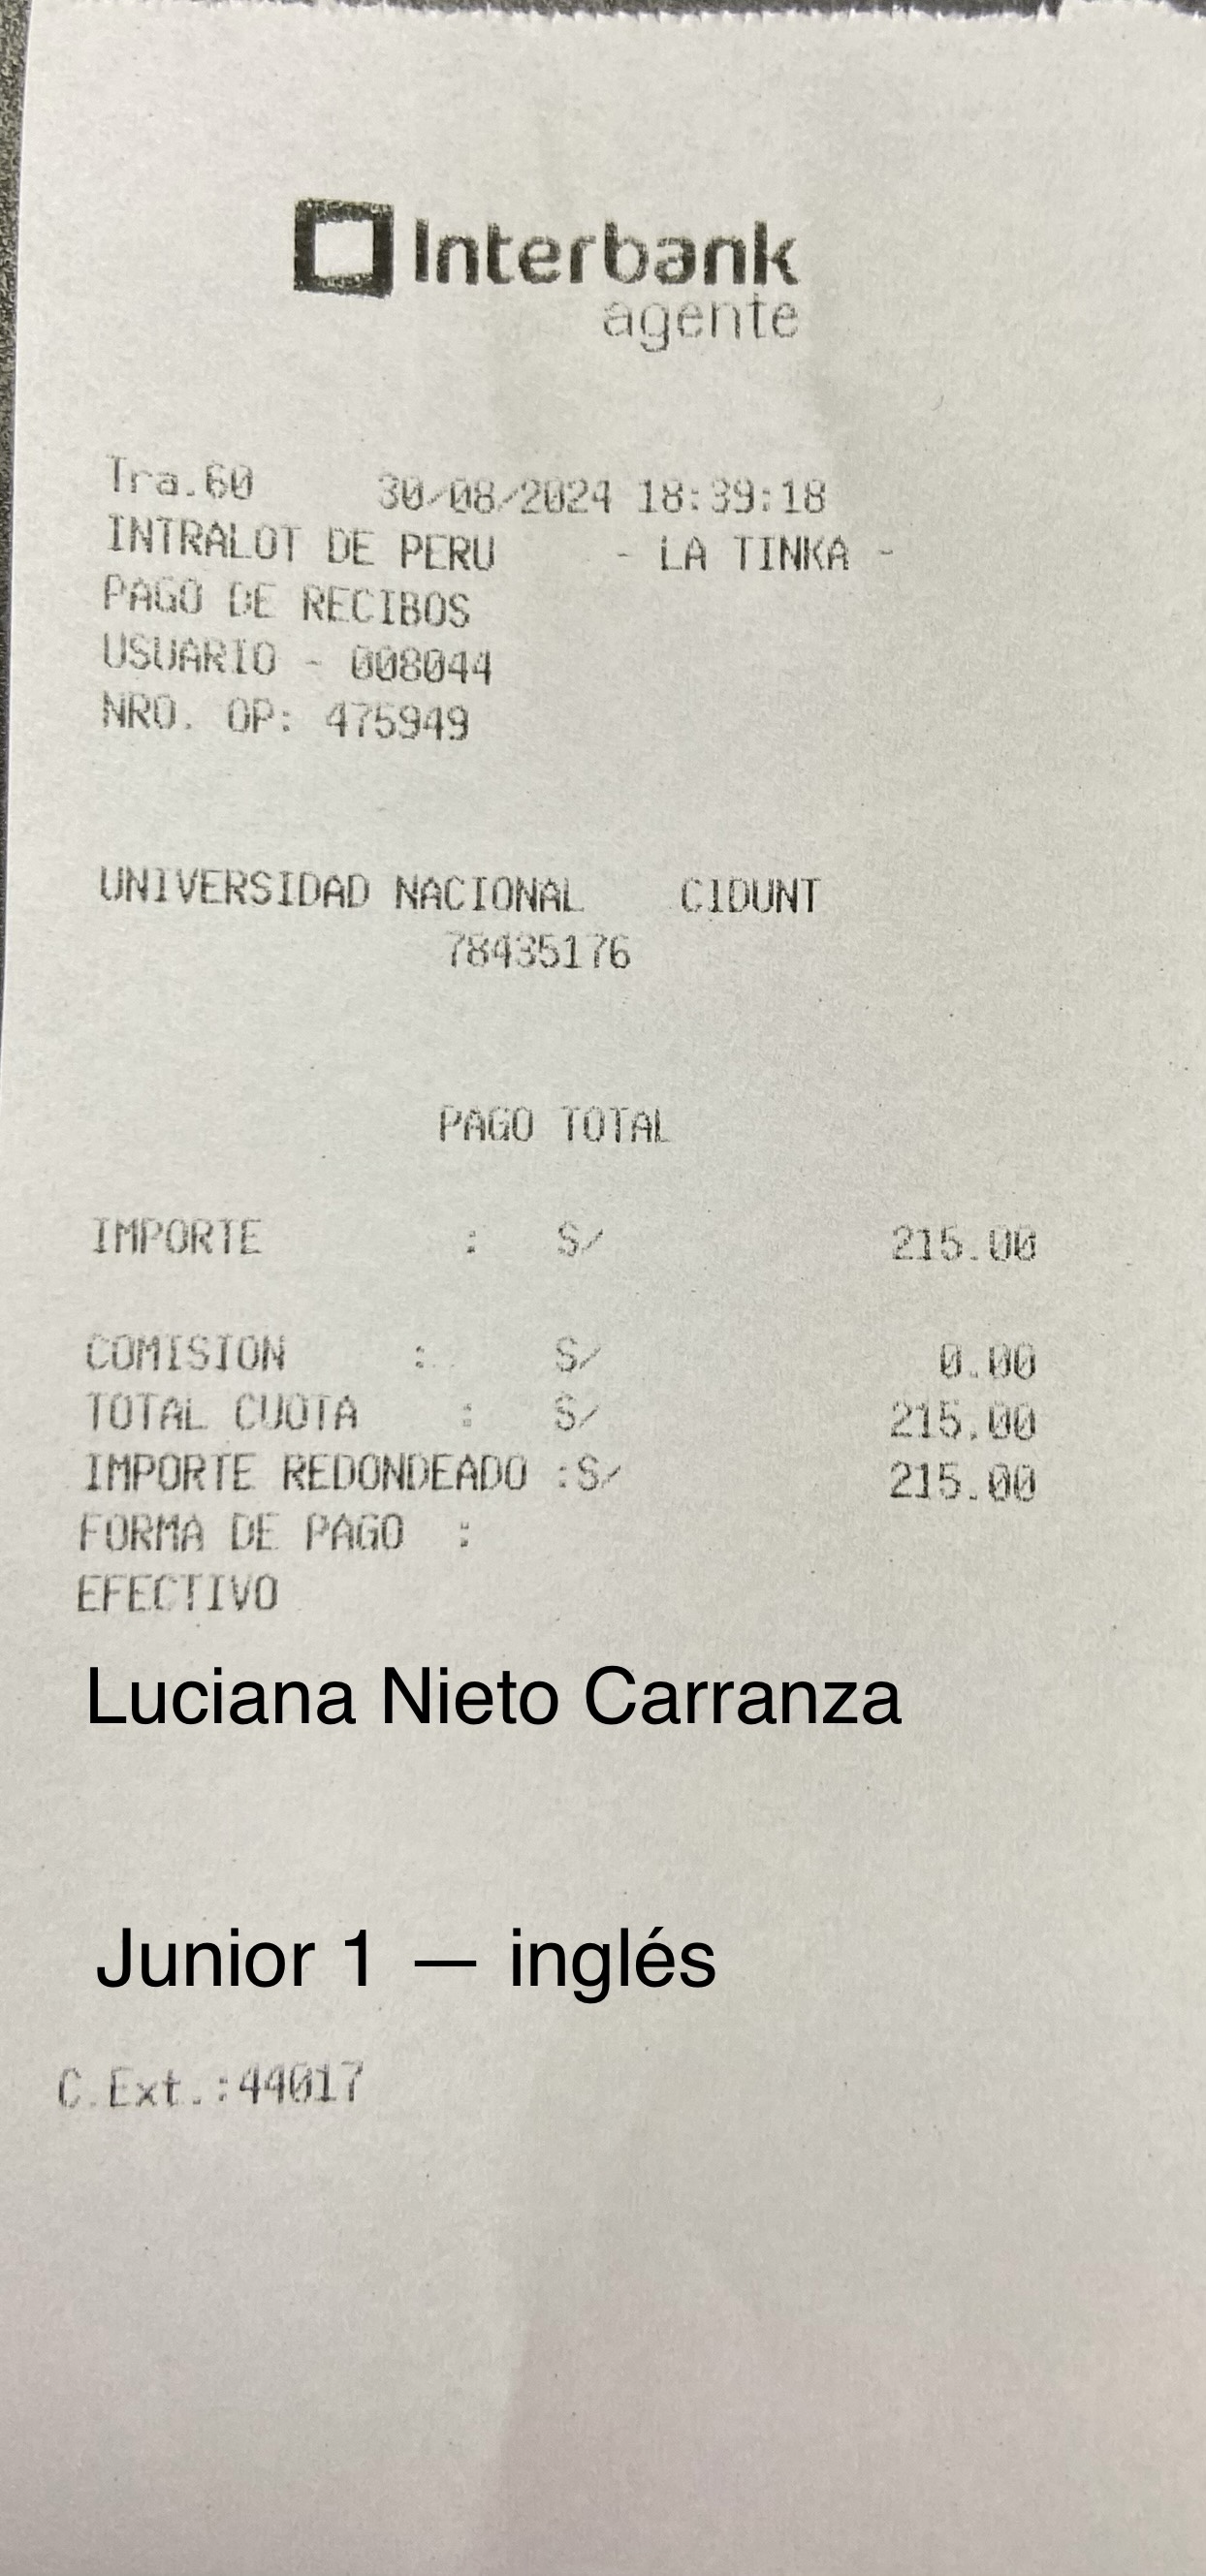 Interbank
agente
Tra.60 30/08/2024 18:39:18
INTRALOT DE PERU - LA TINKA -
PAGO DE RECIBOS
USUARIO - 008044
NRO. OP: 475949
UNIVERSIDAD NACIONAL CIDUNT
78435176
PAGO TOTAL
IMPORTE : S/ 215.00
COMISION : S/ 0.00
TOTAL CUOTA : S/ 215.00
IMPORTE REDONDEADO :S/ 215.00
FORMA DE PAGO :
EFECTIVO
Luciana Nieto Carranza
Junior 1 — inglés
C.Ext.:44017